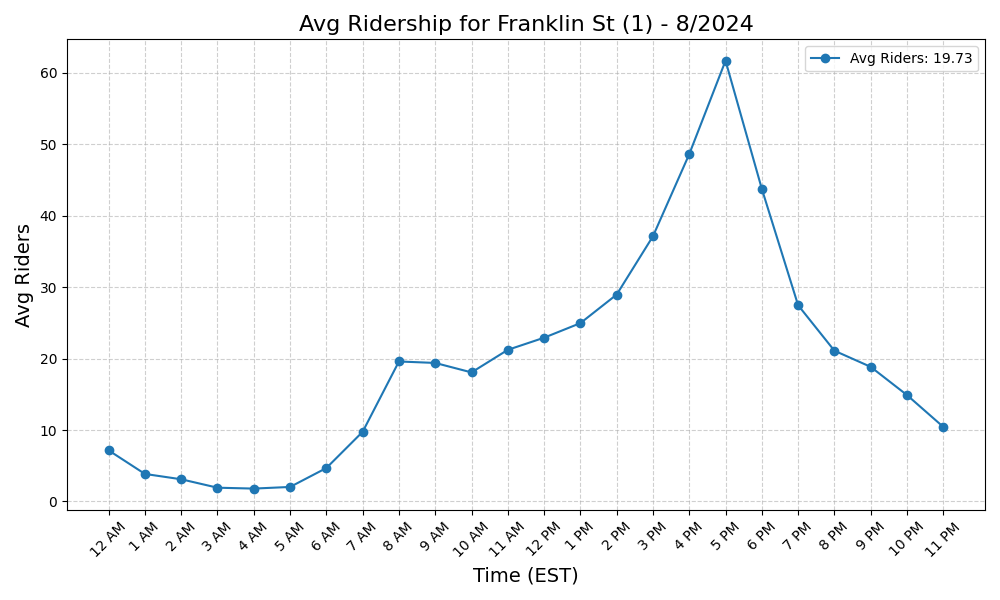 Avg Ridership for Franklin St (1) - 8/2024
Avg Riders: 19.73
Avg Riders
60
50
40
30
20
10
0
12 AM
1 AM
2 AM
3 AM
4 AM
5 AM
6 AM
7 AM
8 AM
9 AM
10 AM
11 AM
12 PM
1 PM
2 PM
3 PM
4 PM
5 PM
6 PM
7 PM
8 PM
9 PM
10 PM
11 PM
Time (EST)